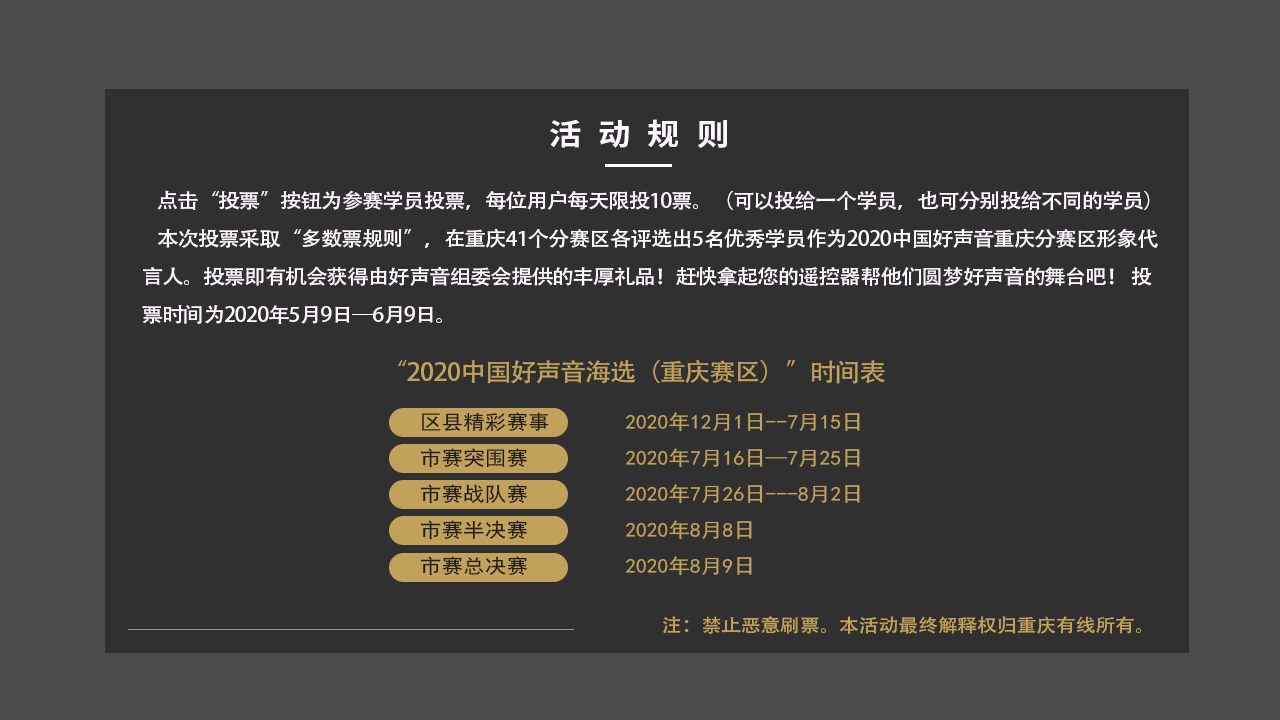 活动规则
点击“投票”按钮为参赛学员投票，每位用户每天限投10票。（可以投给一个学员，也可分别投给不同的学员）
本次投票采取“多数票规则”，在重庆41个分赛区各评选出5名优秀学员作为2020中国好声音重庆分赛区形象代
言人。投票即有机会获得由好声音组委会提供的丰厚礼品！赶快拿起您的遥控器帮他们圆梦好声音的舞台吧！投
票时间为2020年5月9日—6月9日。
“2020中国好声音海选（重庆赛区）”时间表
区县精彩赛事 2020年12月1日--7月15日
市赛突围赛 2020年7月16日—7月25日
市赛战队赛 2020年7月26日---8月2日
市赛半决赛 2020年8月8日
市赛总决赛 2020年8月9日
注：禁止恶意刷票。本活动最终解释权归重庆有线所有。